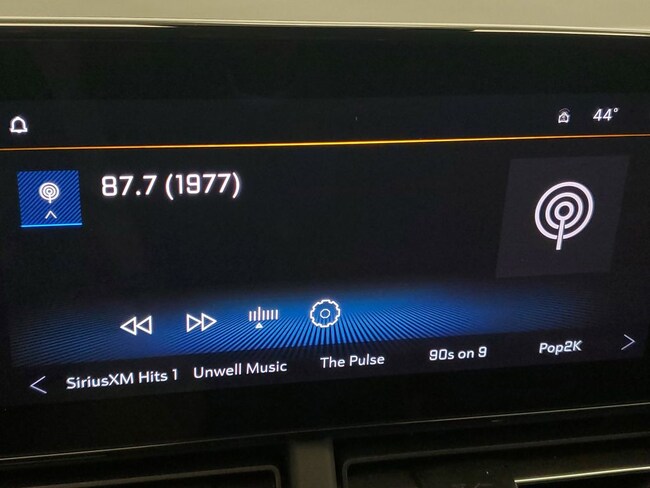 44°
87.7 (1977)
SiriusXM Hits 1 Unwell Music The Pulse 90s on 9 Pop2K